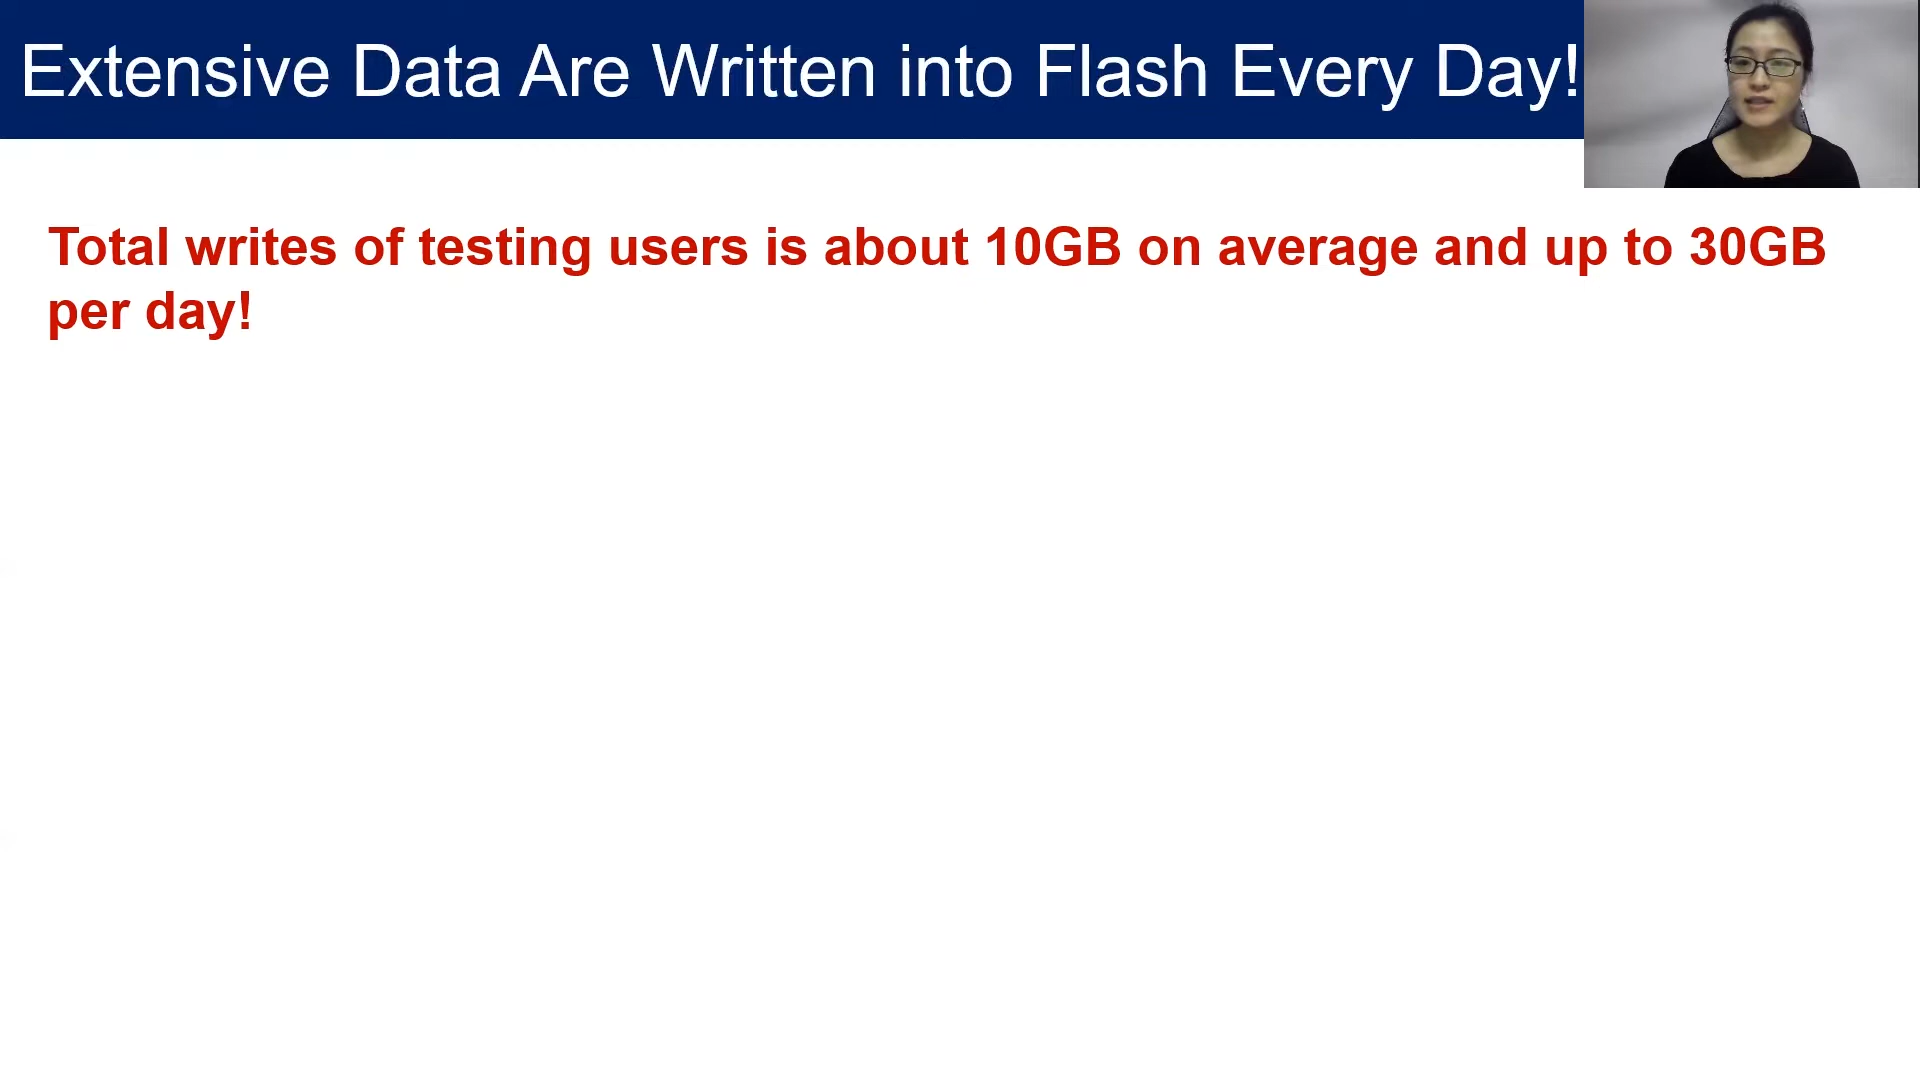 Extensive Data Are Written into Flash Every Day!
Total writes of testing users is about 10GB on average and up to 30GB
per day!